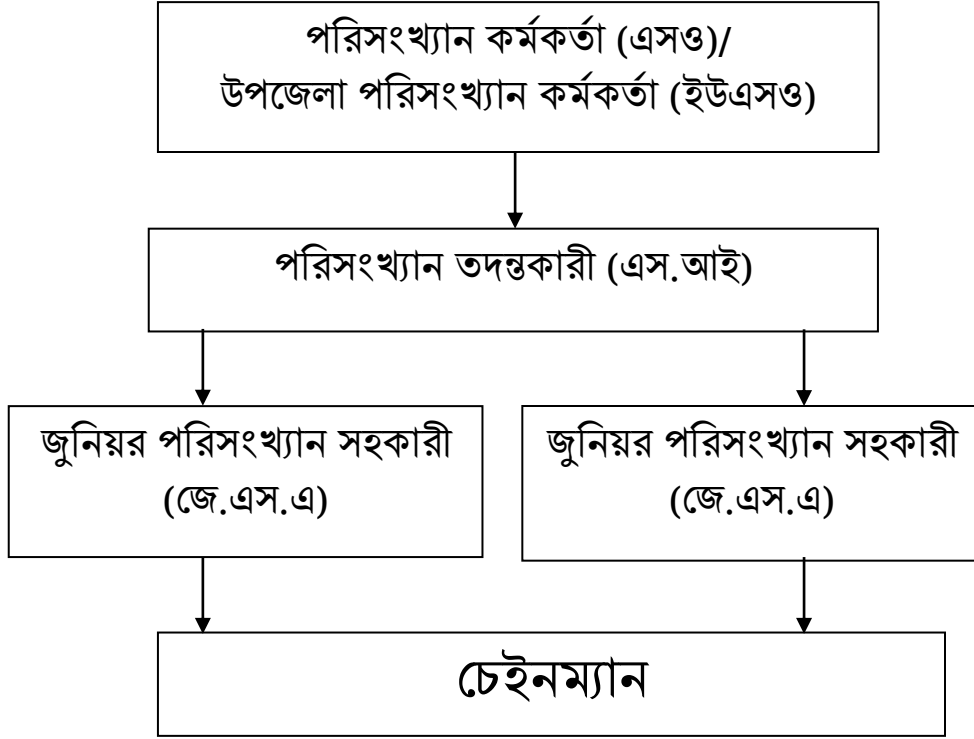 পরিসংখ্যান কর্মকর্তা (এসও)/
উপজেলা পরিসংখ্যান কর্মকর্তা (ইউএসও)
পরিসংখ্যান তদন্তকারী (এস.আই)
জুনিয়র পরিসংখ্যান সহকারী
(জে.এস.এ)
জুনিয়র পরিসংখ্যান সহকারী
(জে.এস.এ)
চেইনম্যান